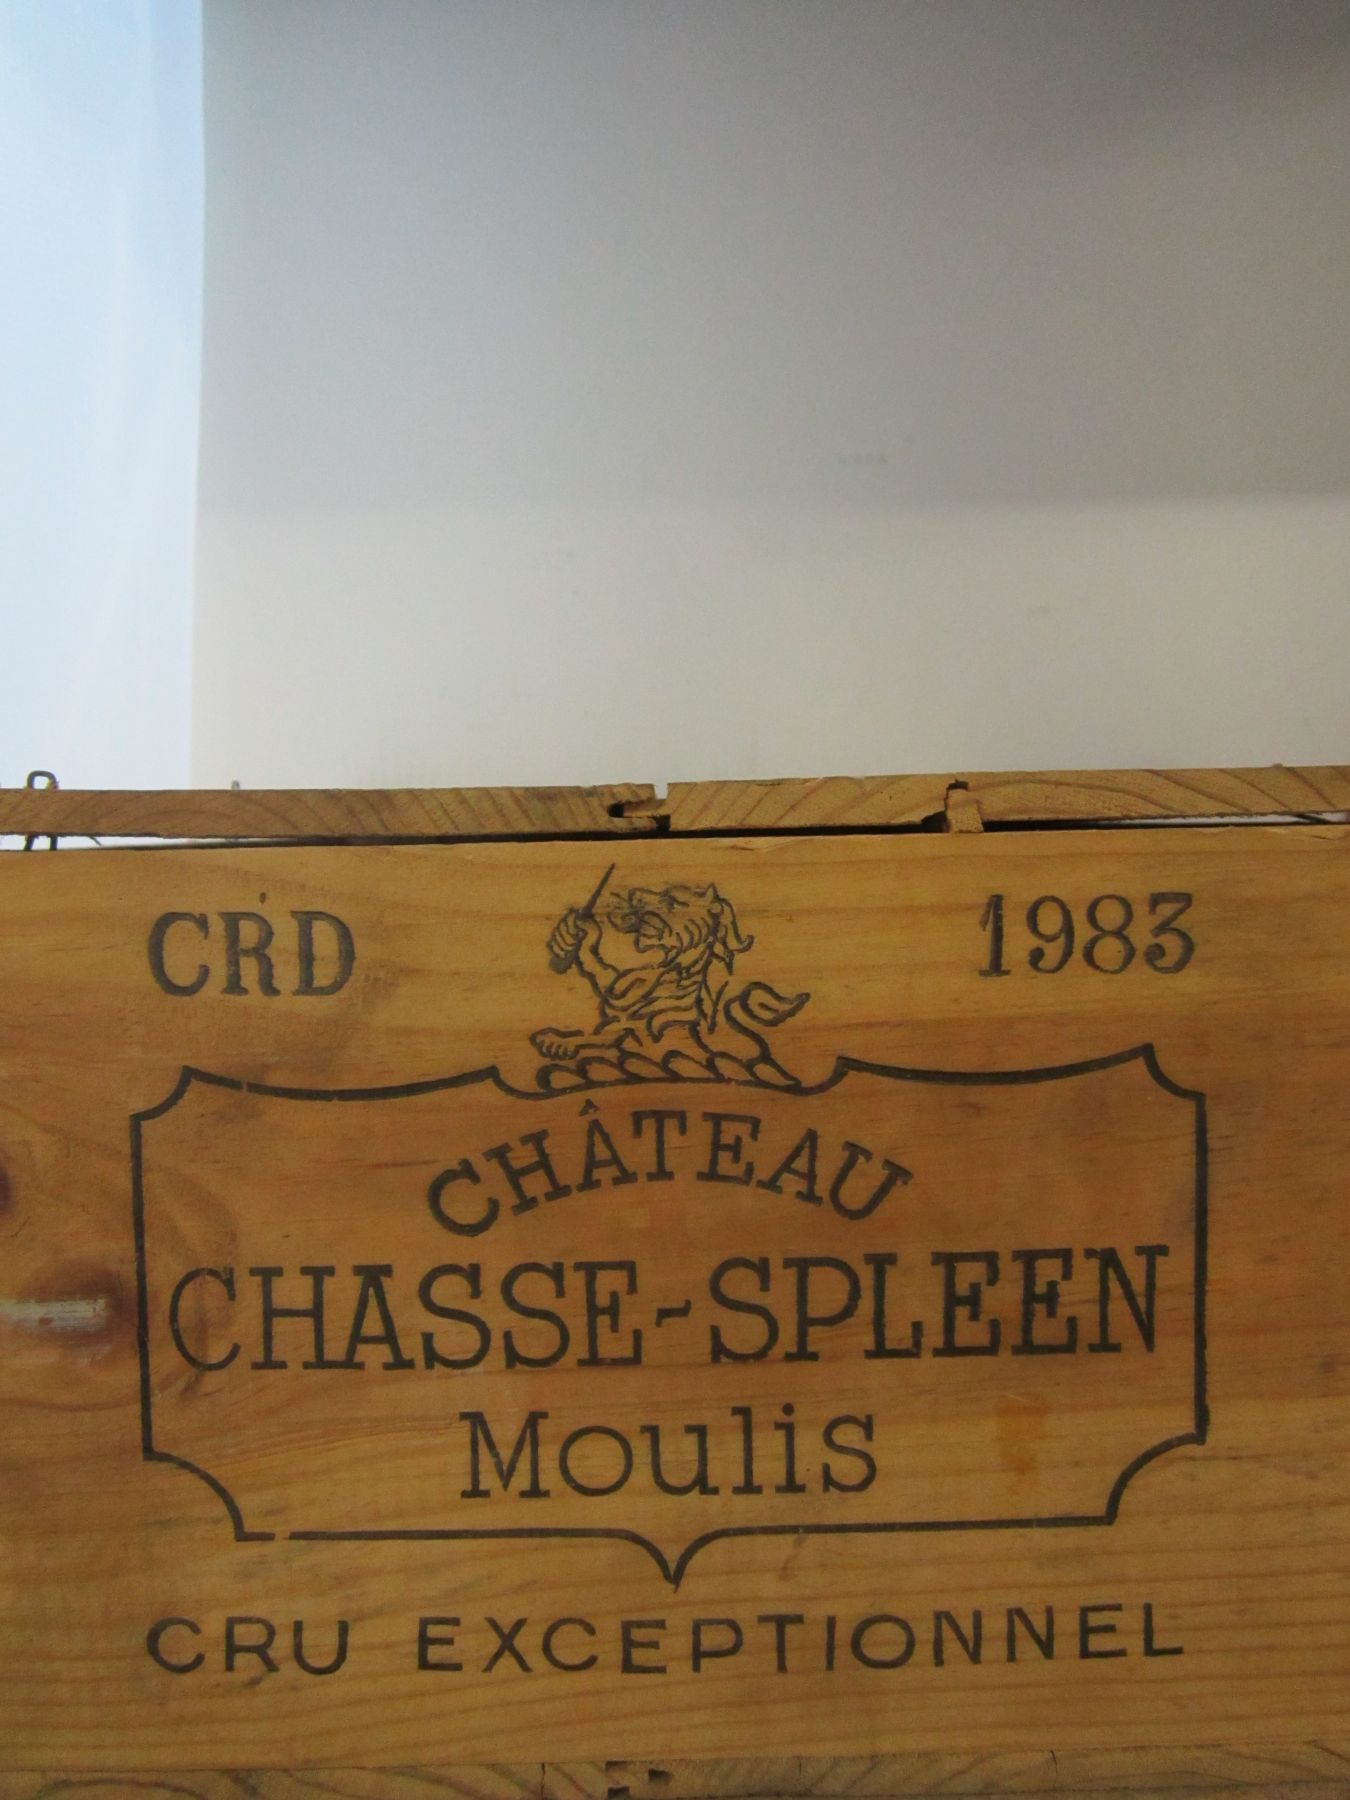 CRD 1983
CHÂTEAU
CHASSE-SPLEEN
Moulis
CRU EXCEPTIONNEL